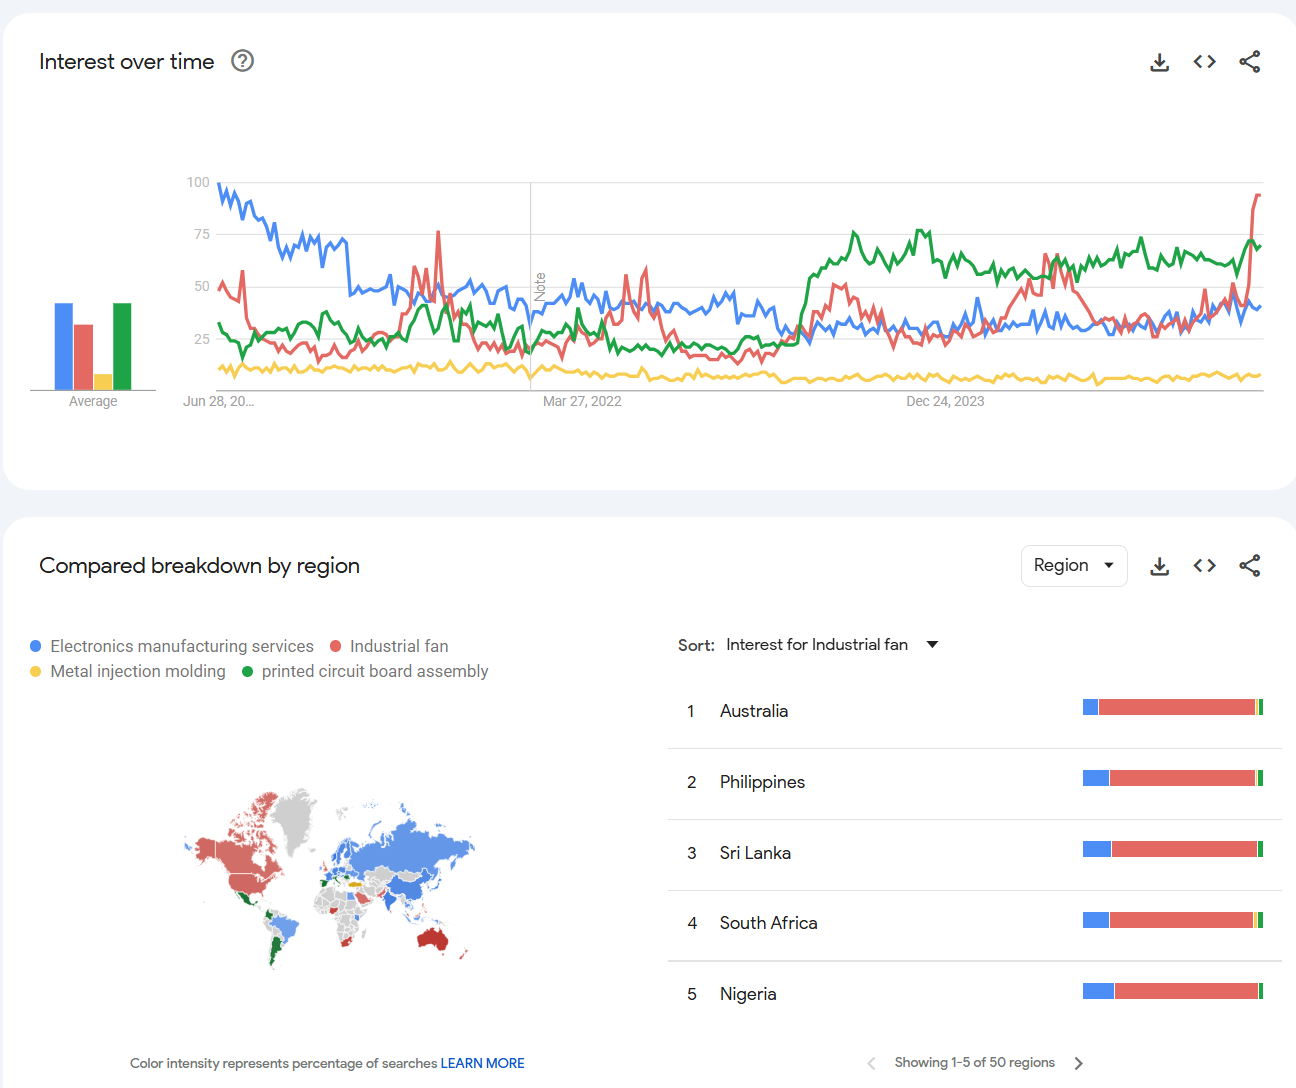 Interest over time
100
75
50
25
Note
Average
Jun 28, 20...
Mar 27, 2022
Dec 24, 2023
Compared breakdown by region
Region
Electronics manufacturing services Industrial fan
Metal injection molding printed circuit board assembly
Sort: Interest for Industrial fan
1 Australia
2 Philippines
3 Sri Lanka
4 South Africa
5 Nigeria
Color intensity represents percentage of searches LEARN MORE
Showing 1-5 of 50 regions